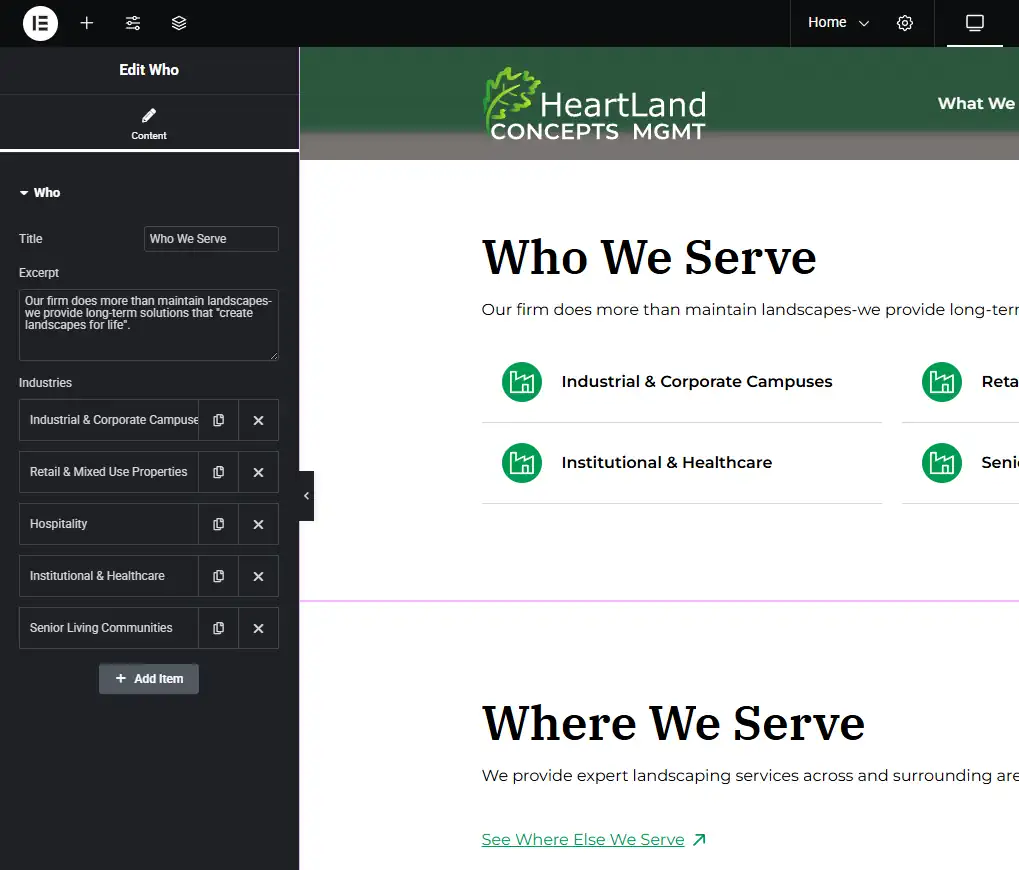 Home
Edit Who
Content
Who
Title
Who We Serve
Excerpt
Our firm does more than maintain landscapes-
we provide long-term solutions that "create
landscapes for life".
Industries
Industrial & Corporate Campuse
Retail & Mixed Use Properties
Hospitality
Institutional & Healthcare
Senior Living Communities
+ Add Item
HeartLand
CONCEPTS MGMT
What We
Who We Serve
Our firm does more than maintain landscapes-we provide long-ter
Industrial & Corporate Campuses
Reta
Institutional & Healthcare
Seni
Where We Serve
We provide expert landscaping services across and surrounding are
See Where Else We Serve